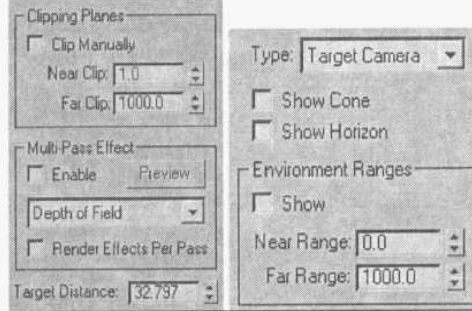 Clipping Planes
Clip Manually
Near Clip: 1.0
Far Clip: 1000.0
Multi-Pass Effect
Enable Preview
Depth of Field
Render Effects Per Pass
Target Distance: 32.797
Type: Target Camera
Show Cone
Show Horizon
Environment Ranges
Show
Near Range: 0.0
Far Range: 1000.0